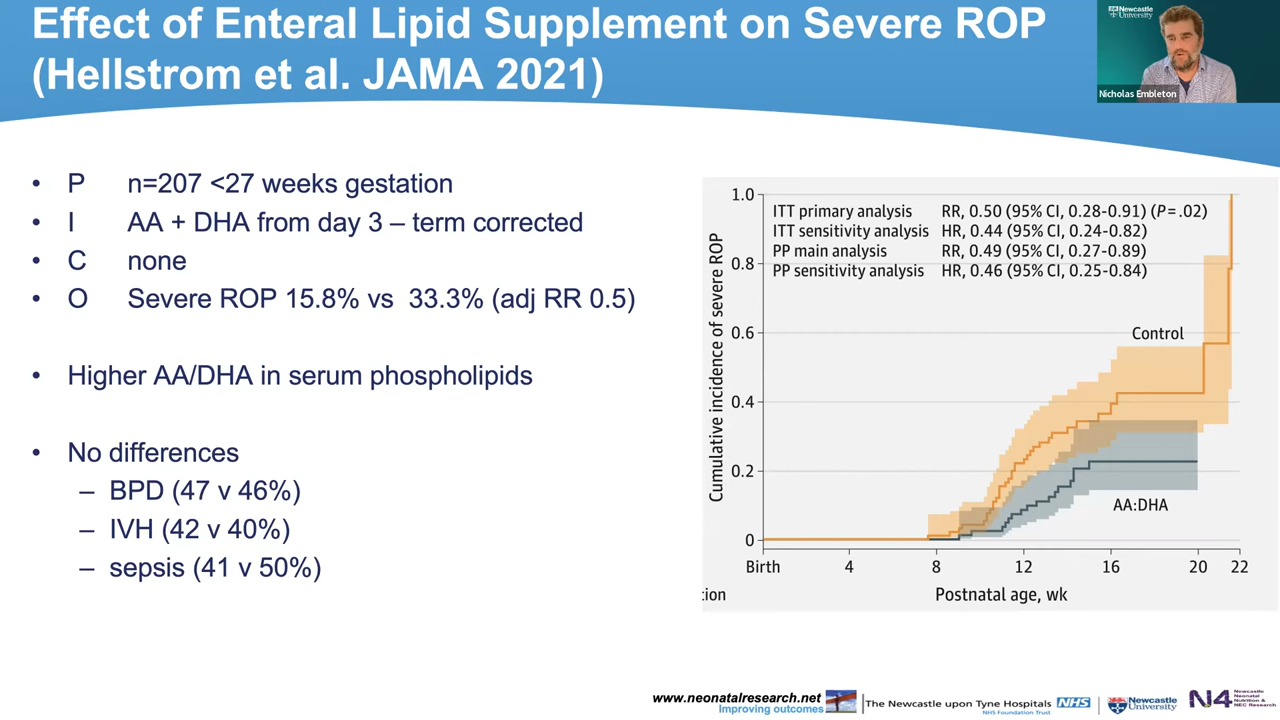 Effect of Enteral Lipid Supplement on Severe ROP
(Hellstrom et al. JAMA 2021)
Newcastle
University
Nicholas Embleton
• P n=207 <27 weeks gestation
• I AA + DHA from day 3 – term corrected
• C none
• O Severe ROP 15.8% vs 33.3% (adj RR 0.5)
• Higher AA/DHA in serum phospholipids
• No differences
– BPD (47 v 46%)
– IVH (42 v 40%)
– sepsis (41 v 50%)
Cumulative incidence of severe ROP
1.0
0.8
0.6
0.4
0.2
0
ITT primary analysis RR, 0.50 (95% CI, 0.28-0.91) (P=.02)
ITT sensitivity analysis HR, 0.44 (95% CI, 0.24-0.82)
PP main analysis RR, 0.49 (95% CI, 0.27-0.89)
PP sensitivity analysis HR, 0.46 (95% CI, 0.25-0.84)
Control
AA:DHA
Birth 4 8 12 16 20 22
Postnatal age, wk
tion
www.neonatalresearch.net
Improving outcomes
The Newcastle upon Tyne Hospitals NHS
NHS Foundation Trust
Newcastle
University
N4
Newcastle
Neonatal
Nutrition &
NEC Research